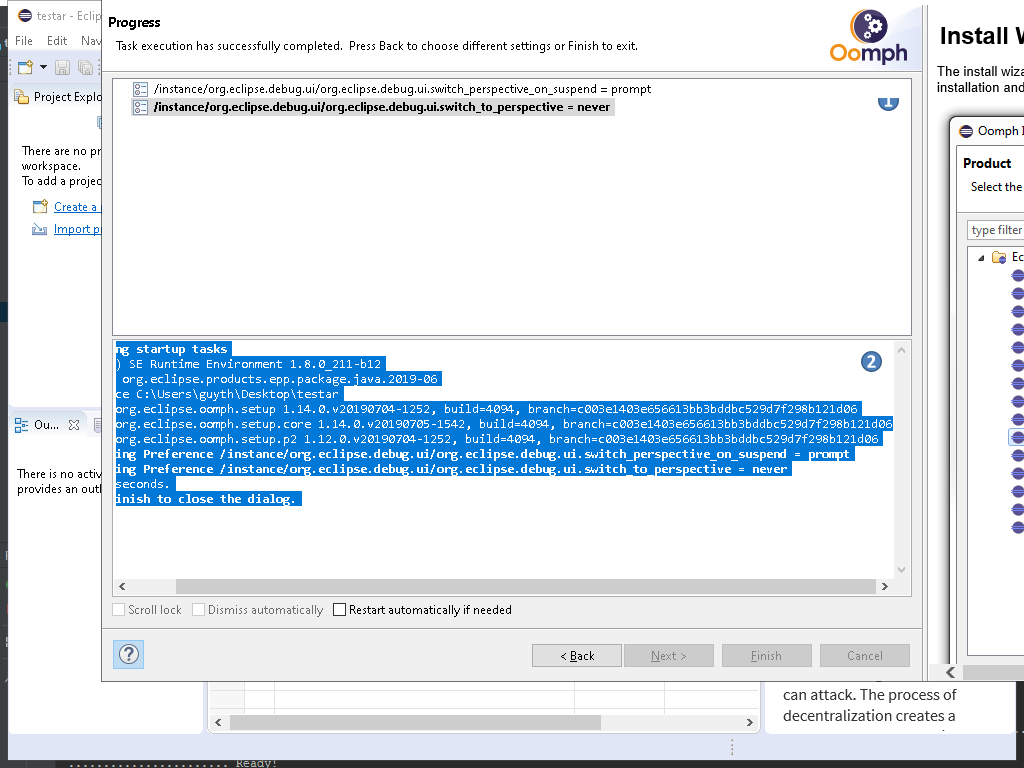 testar - Eclip
Progress
Task execution has successfully completed.  Press Back to choose different settings or Finish to exit.
Oomph
Install W
File Edit Nav
The install wiza
installation and
/instance/org.eclipse.debug.ui/org.eclipse.debug.ui.switch_perspective_on_suspend = prompt
Project Explo
/instance/org.eclipse.debug.ui/org.eclipse.debug.ui.switch_to_perspective = never
1
Oomph I
There are no pr
workspace.
To add a projec
Product
Select the
Create a
Import pr
type filter
Ec
ng startup tasks
) SE Runtime Environment 1.8.0_211-b12
org.eclipse.products.epp.package.java.2019-06
ce C:\Users\guyth\Desktop\testar
org.eclipse.oomph.setup 1.14.0.v20190704-1252, build=4094, branch=c003e1403e656613bb3bddbc529d7f298b121d06
org.eclipse.oomph.setup.core 1.14.0.v20190705-1542, build=4094, branch=c003e1403e656613bb3bddbc529d7f298b121d06
org.eclipse.oomph.setup.p2 1.12.0.v20190704-1252, build=4094, branch=c003e1403e656613bb3bddbc529d7f298b121d06
ing Preference /instance/org.eclipse.debug.ui/org.eclipse.debug.ui.switch_perspective_on_suspend = prompt
ing Preference /instance/org.eclipse.debug.ui/org.eclipse.debug.ui.switch_to_perspective = never
seconds.
inish to close the dialog.
2
Ou...
There is no activ
provides an outl
Scroll lock Dismiss automatically Restart automatically if needed
? < Back Next > Finish Cancel
can attack. The process of
decentralization creates a
Ready!